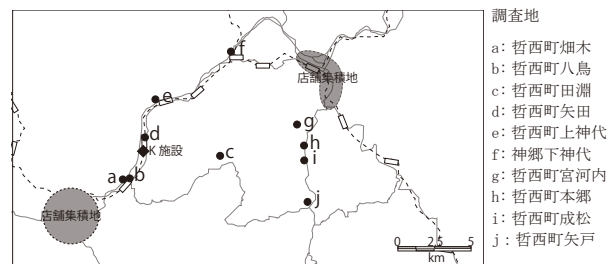 調査地
a: 哲西町畑木
b: 哲西町八鳥
c: 哲西町田淵
d: 哲西町矢田
e: 哲西町上神代
f: 神郷下神代
g: 哲西町宮河内
h: 哲西町本郷
i: 哲西町成松
j: 哲西町矢戸
f
店舗集積地
e
g
d
K 施設
h
c
i
a
b
j
店舗集積地
0 2.5 5
km